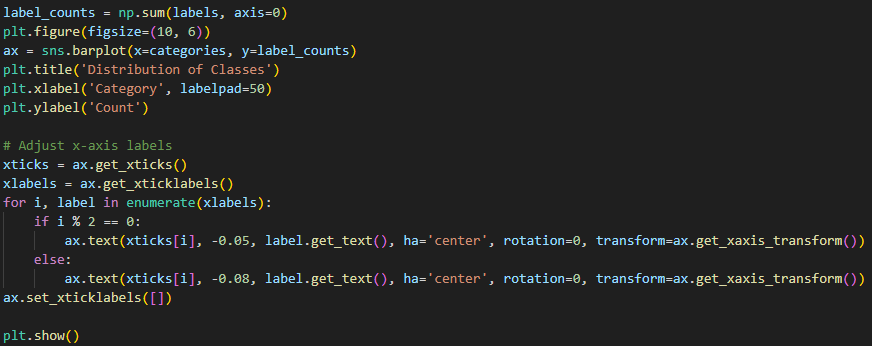 label_counts = np.sum(labels, axis=0)
plt.figure(figsize=(10, 6))
ax = sns.barplot(x=categories, y=label_counts)
plt.title('Distribution of Classes')
plt.xlabel('Category', labelpad=50)
plt.ylabel('Count')

# Adjust x-axis labels
xticks = ax.get_xticks()
xlabels = ax.get_xticklabels()
for i, label in enumerate(xlabels):
    if i % 2 == 0:
        ax.text(xticks[i], -0.05, label.get_text(), ha='center', rotation=0, transform=ax.get_xaxis_transform())
    else:
        ax.text(xticks[i], -0.08, label.get_text(), ha='center', rotation=0, transform=ax.get_xaxis_transform())
ax.set_xticklabels([])

plt.show()